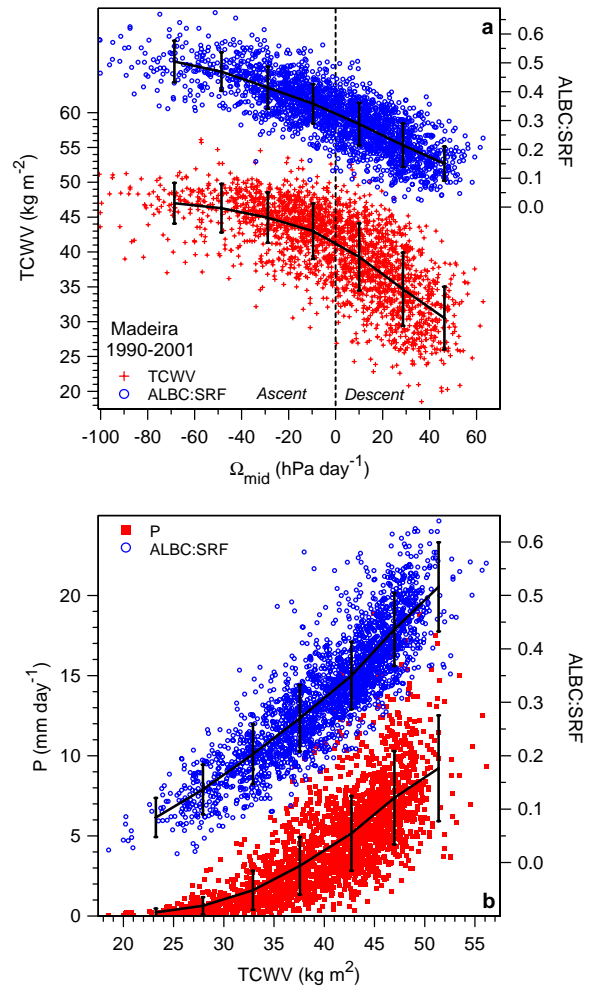 a
60
55
50
45
40
35
30
25
20
TCWV (kg m-2)
0.6
0.5
0.4
0.3
0.2
0.1
0.0
ALBC:SRF
Madeira
1990-2001
TCWV
ALBC:SRF
Ascent
Descent
-100 -80 -60 -40 -20 0 20 40 60
Ωmid (hPa day-1)
P
ALBC:SRF
20
15
10
5
0
P (mm day-1)
0.6
0.5
0.4
0.3
0.2
0.1
0.0
ALBC:SRF
b
20 25 30 35 40 45 50 55
TCWV (kg m2)